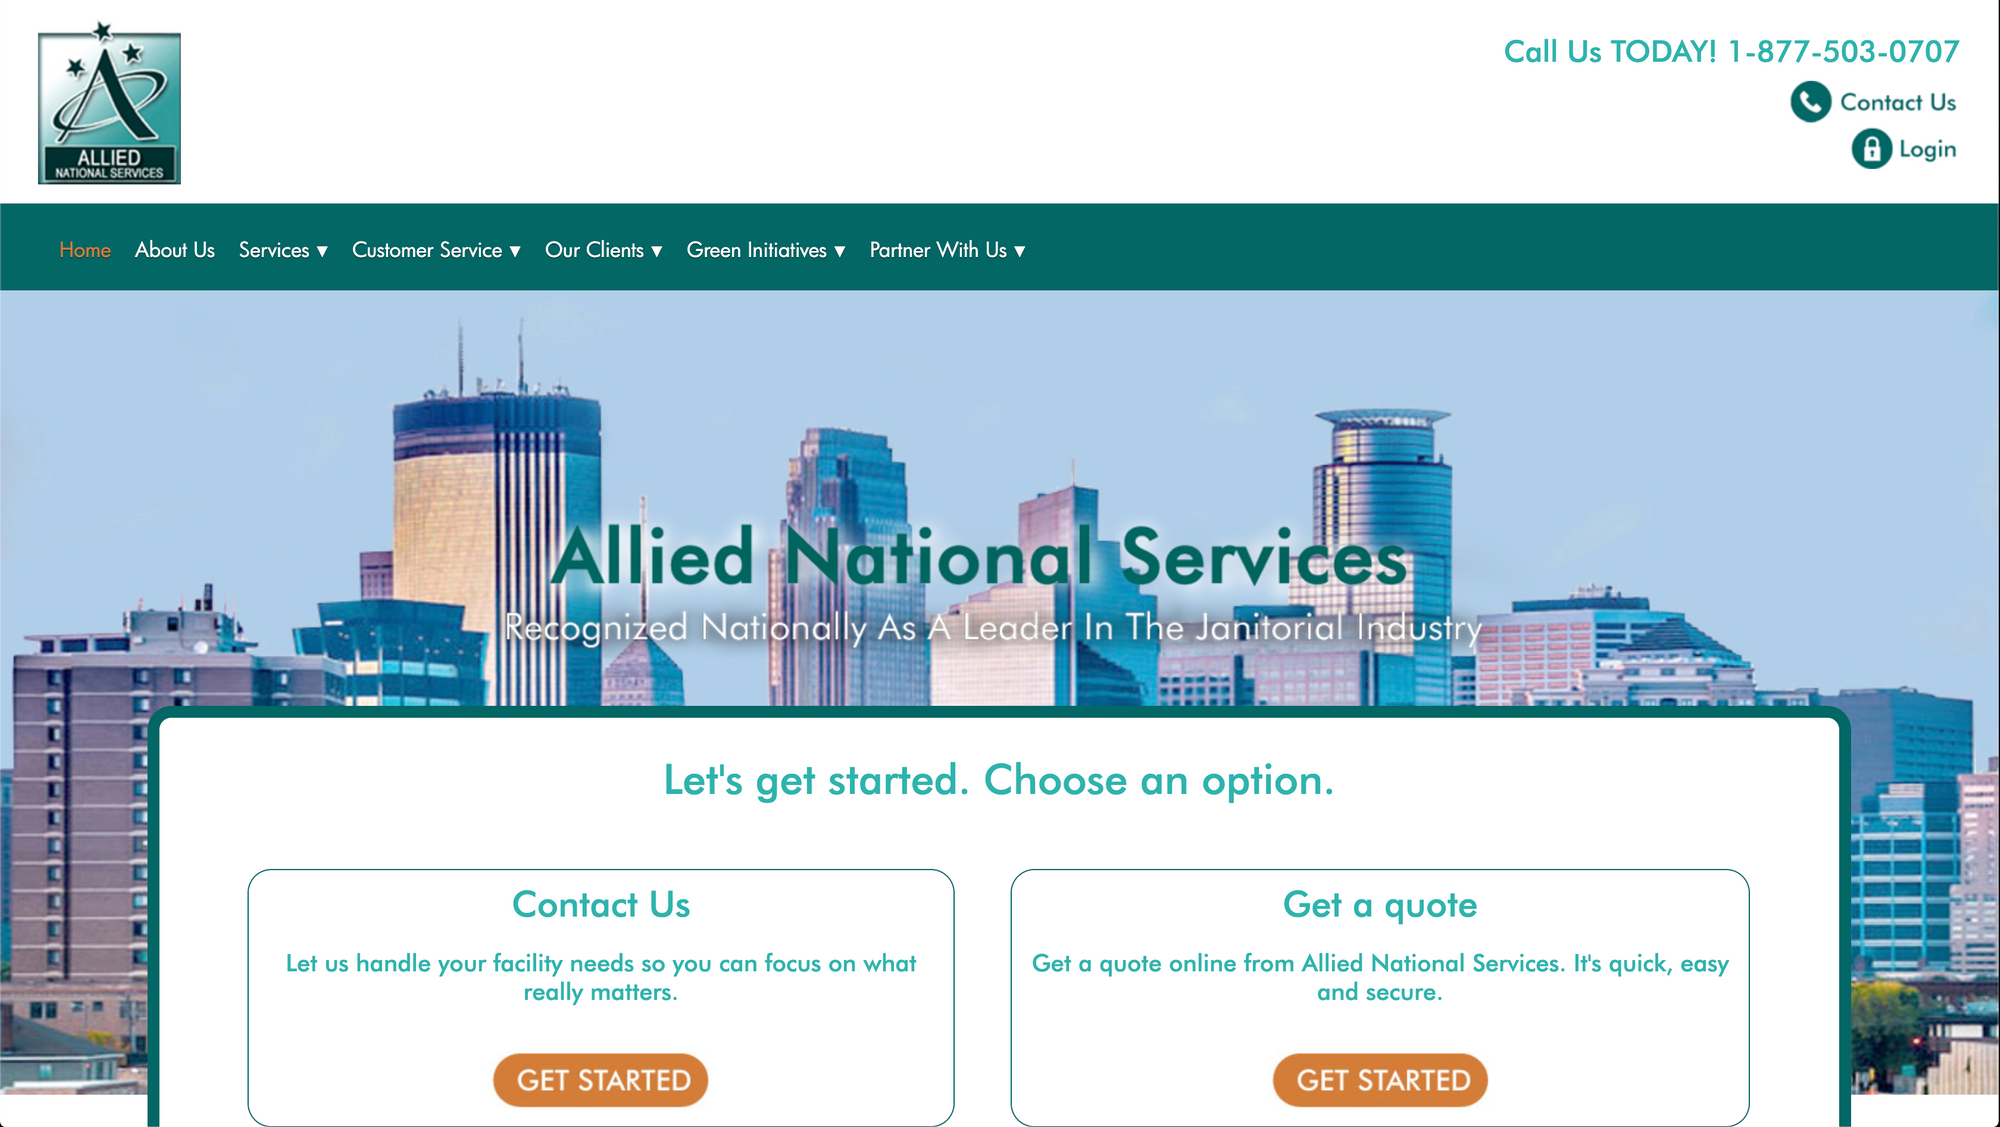 ALLIED
NATIONAL SERVICES
Call Us TODAY! 1-877-503-0707
Contact Us
Login
Home About Us Services ▼ Customer Service ▼ Our Clients ▼ Green Initiatives ▼ Partner With Us ▼
Allied National Services
Recognized Nationally As A Leader In The Janitorial Industry
Let's get started. Choose an option.
Contact Us
Let us handle your facility needs so you can focus on what
really matters.
GET STARTED
Get a quote
Get a quote online from Allied National Services. It's quick, easy
and secure.
GET STARTED